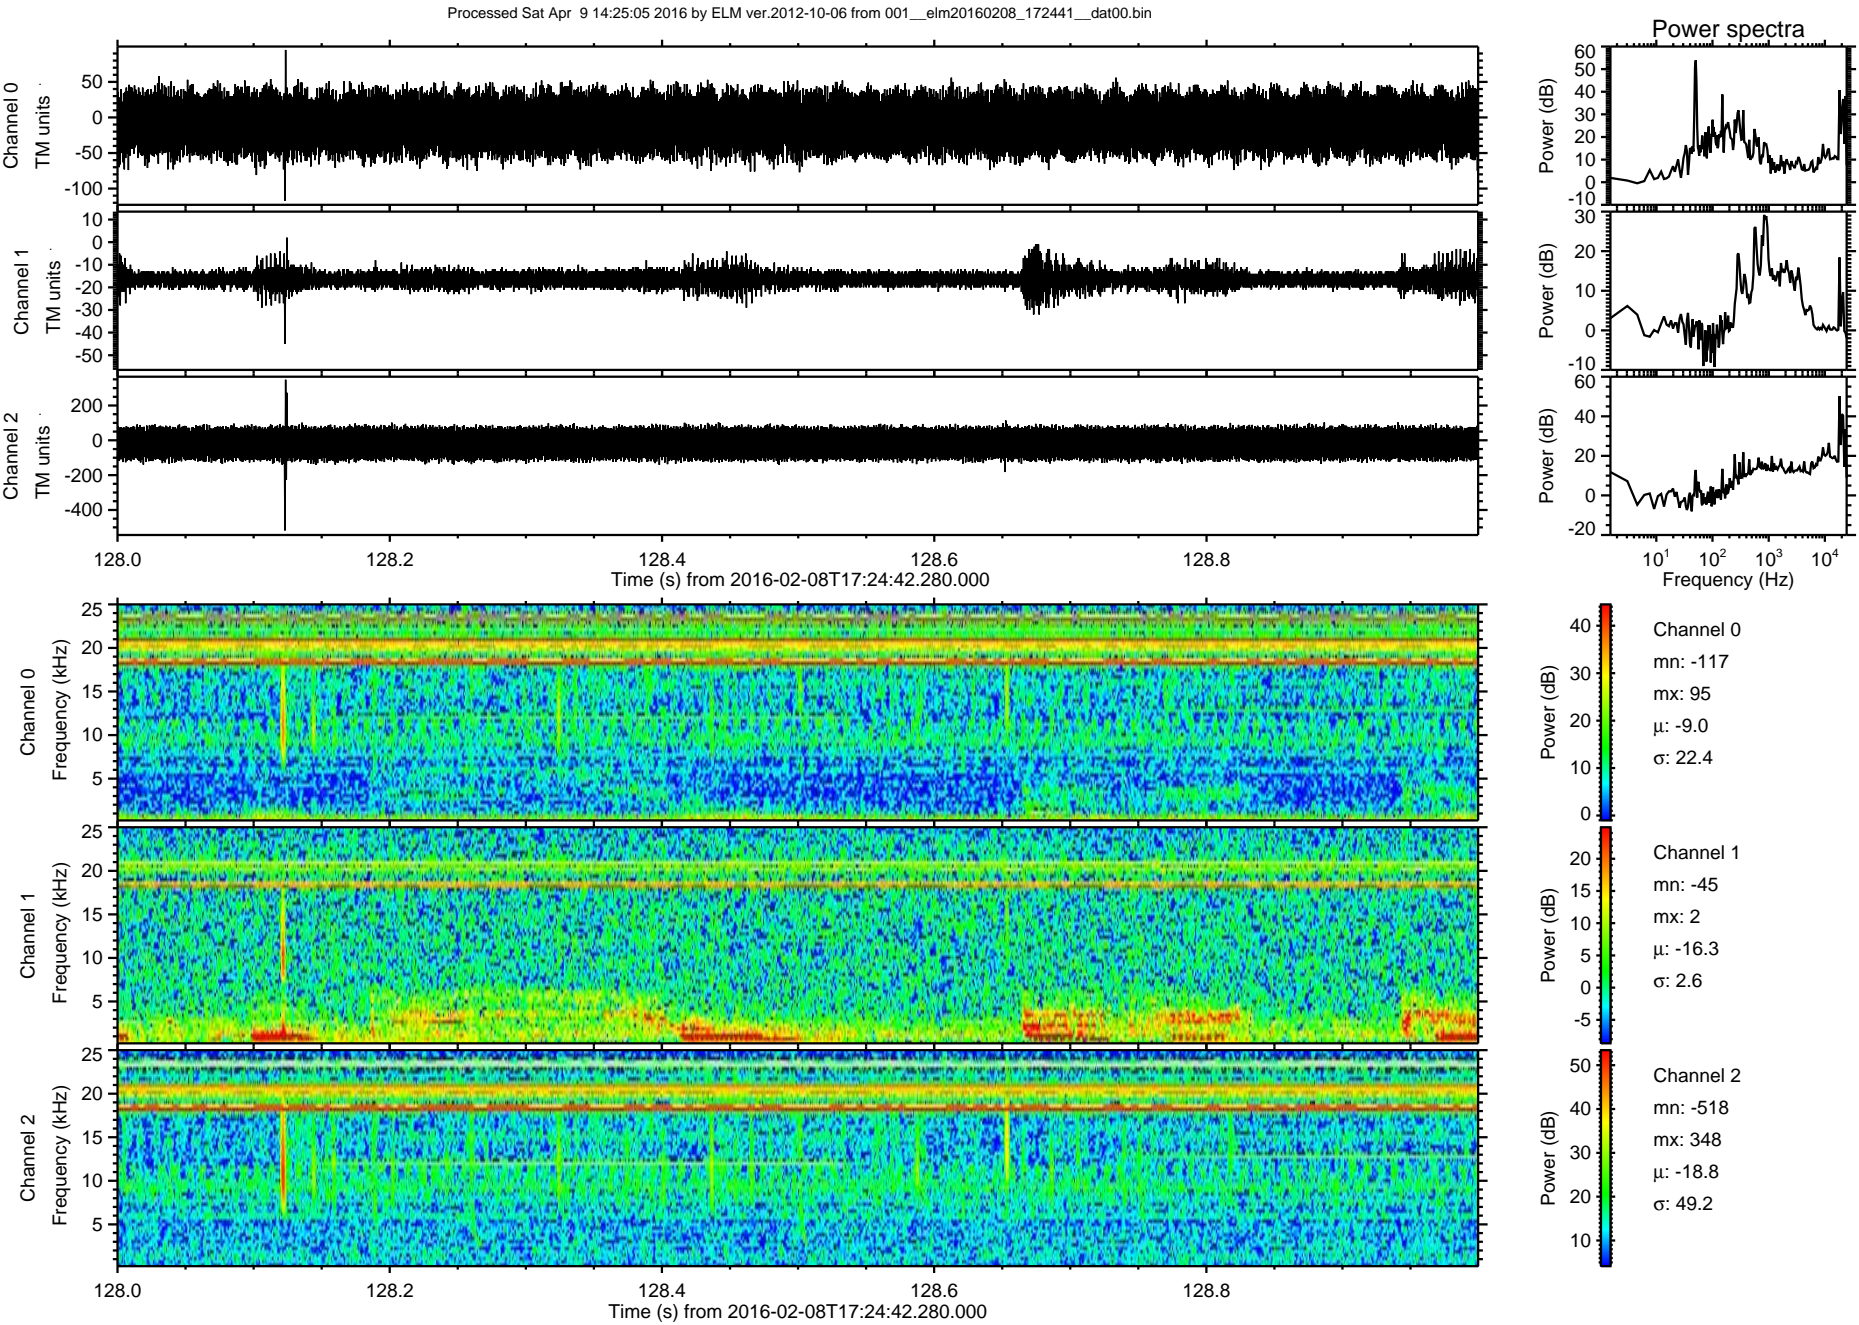 Processed Sat Apr  9 14:25:05 2016 by ELM ver.2012-10-06 from 001__elm20160208_172441__dat00.bin
Power spectra
Channel 0
TM units
50
0
-50
-100
Power (dB)
60
50
40
30
20
10
0
-10
Channel 1
TM units
10
0
-10
-20
-30
-40
-50
Power (dB)
30
20
10
0
-10
Channel 2
TM units
200
0
-200
-400
Power (dB)
60
40
20
0
-20
128.0 128.2 128.4 128.6 128.8
Time (s) from 2016-02-08T17:24:42.280.000
10^1 10^2 10^3 10^4
Frequency (Hz)
Channel 0
Frequency (kHz)
25
20
15
10
5
Power (dB)
40
30
20
10
0
Channel 0
mn: -117
mx: 95
μ: -9.0
σ: 22.4
Channel 1
Frequency (kHz)
25
20
15
10
5
Power (dB)
20
15
10
5
0
-5
Channel 1
mn: -45
mx: 2
μ: -16.3
σ: 2.6
Channel 2
Frequency (kHz)
25
20
15
10
5
Power (dB)
50
40
30
20
10
Channel 2
mn: -518
mx: 348
μ: -18.8
σ: 49.2
128.0 128.2 128.4 128.6 128.8
Time (s) from 2016-02-08T17:24:42.280.000